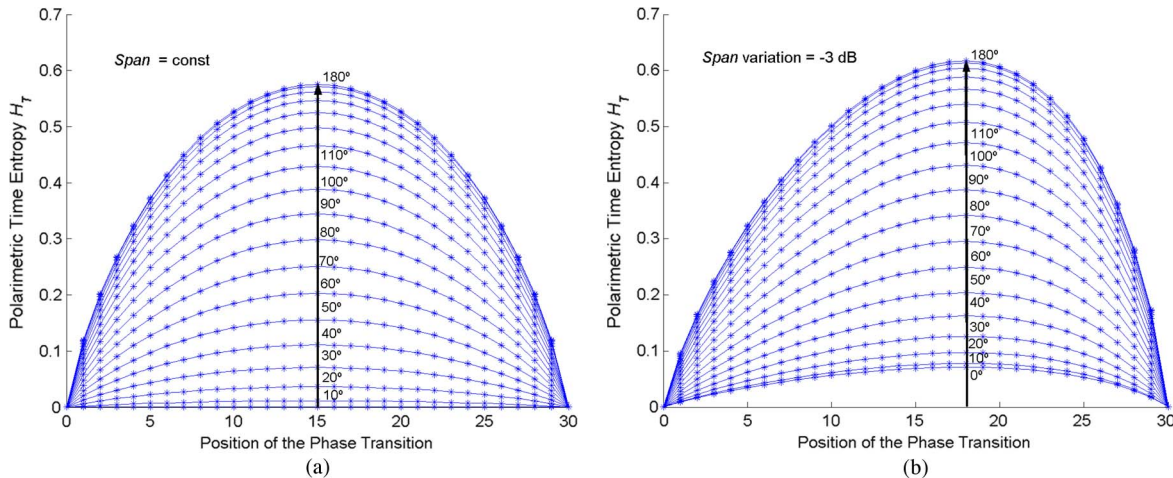 0.7
0.6
0.5
0.4
0.3
0.2
0.1
0
Polarimetric Time Entropy H_T
Span = const
180º
110º
100º
90º
80º
70º
60º
50º
40º
30º
20º
10º
0 5 10 15 20 25 30
Position of the Phase Transition
(a)
0.7
0.6
0.5
0.4
0.3
0.2
0.1
0
Polarimetric Time Entropy H_T
Span variation = -3 dB
180º
110º
100º
90º
80º
70º
60º
50º
40º
30º
20º
10º
0º
0 5 10 15 20 25 30
Position of the Phase Transition
(b)